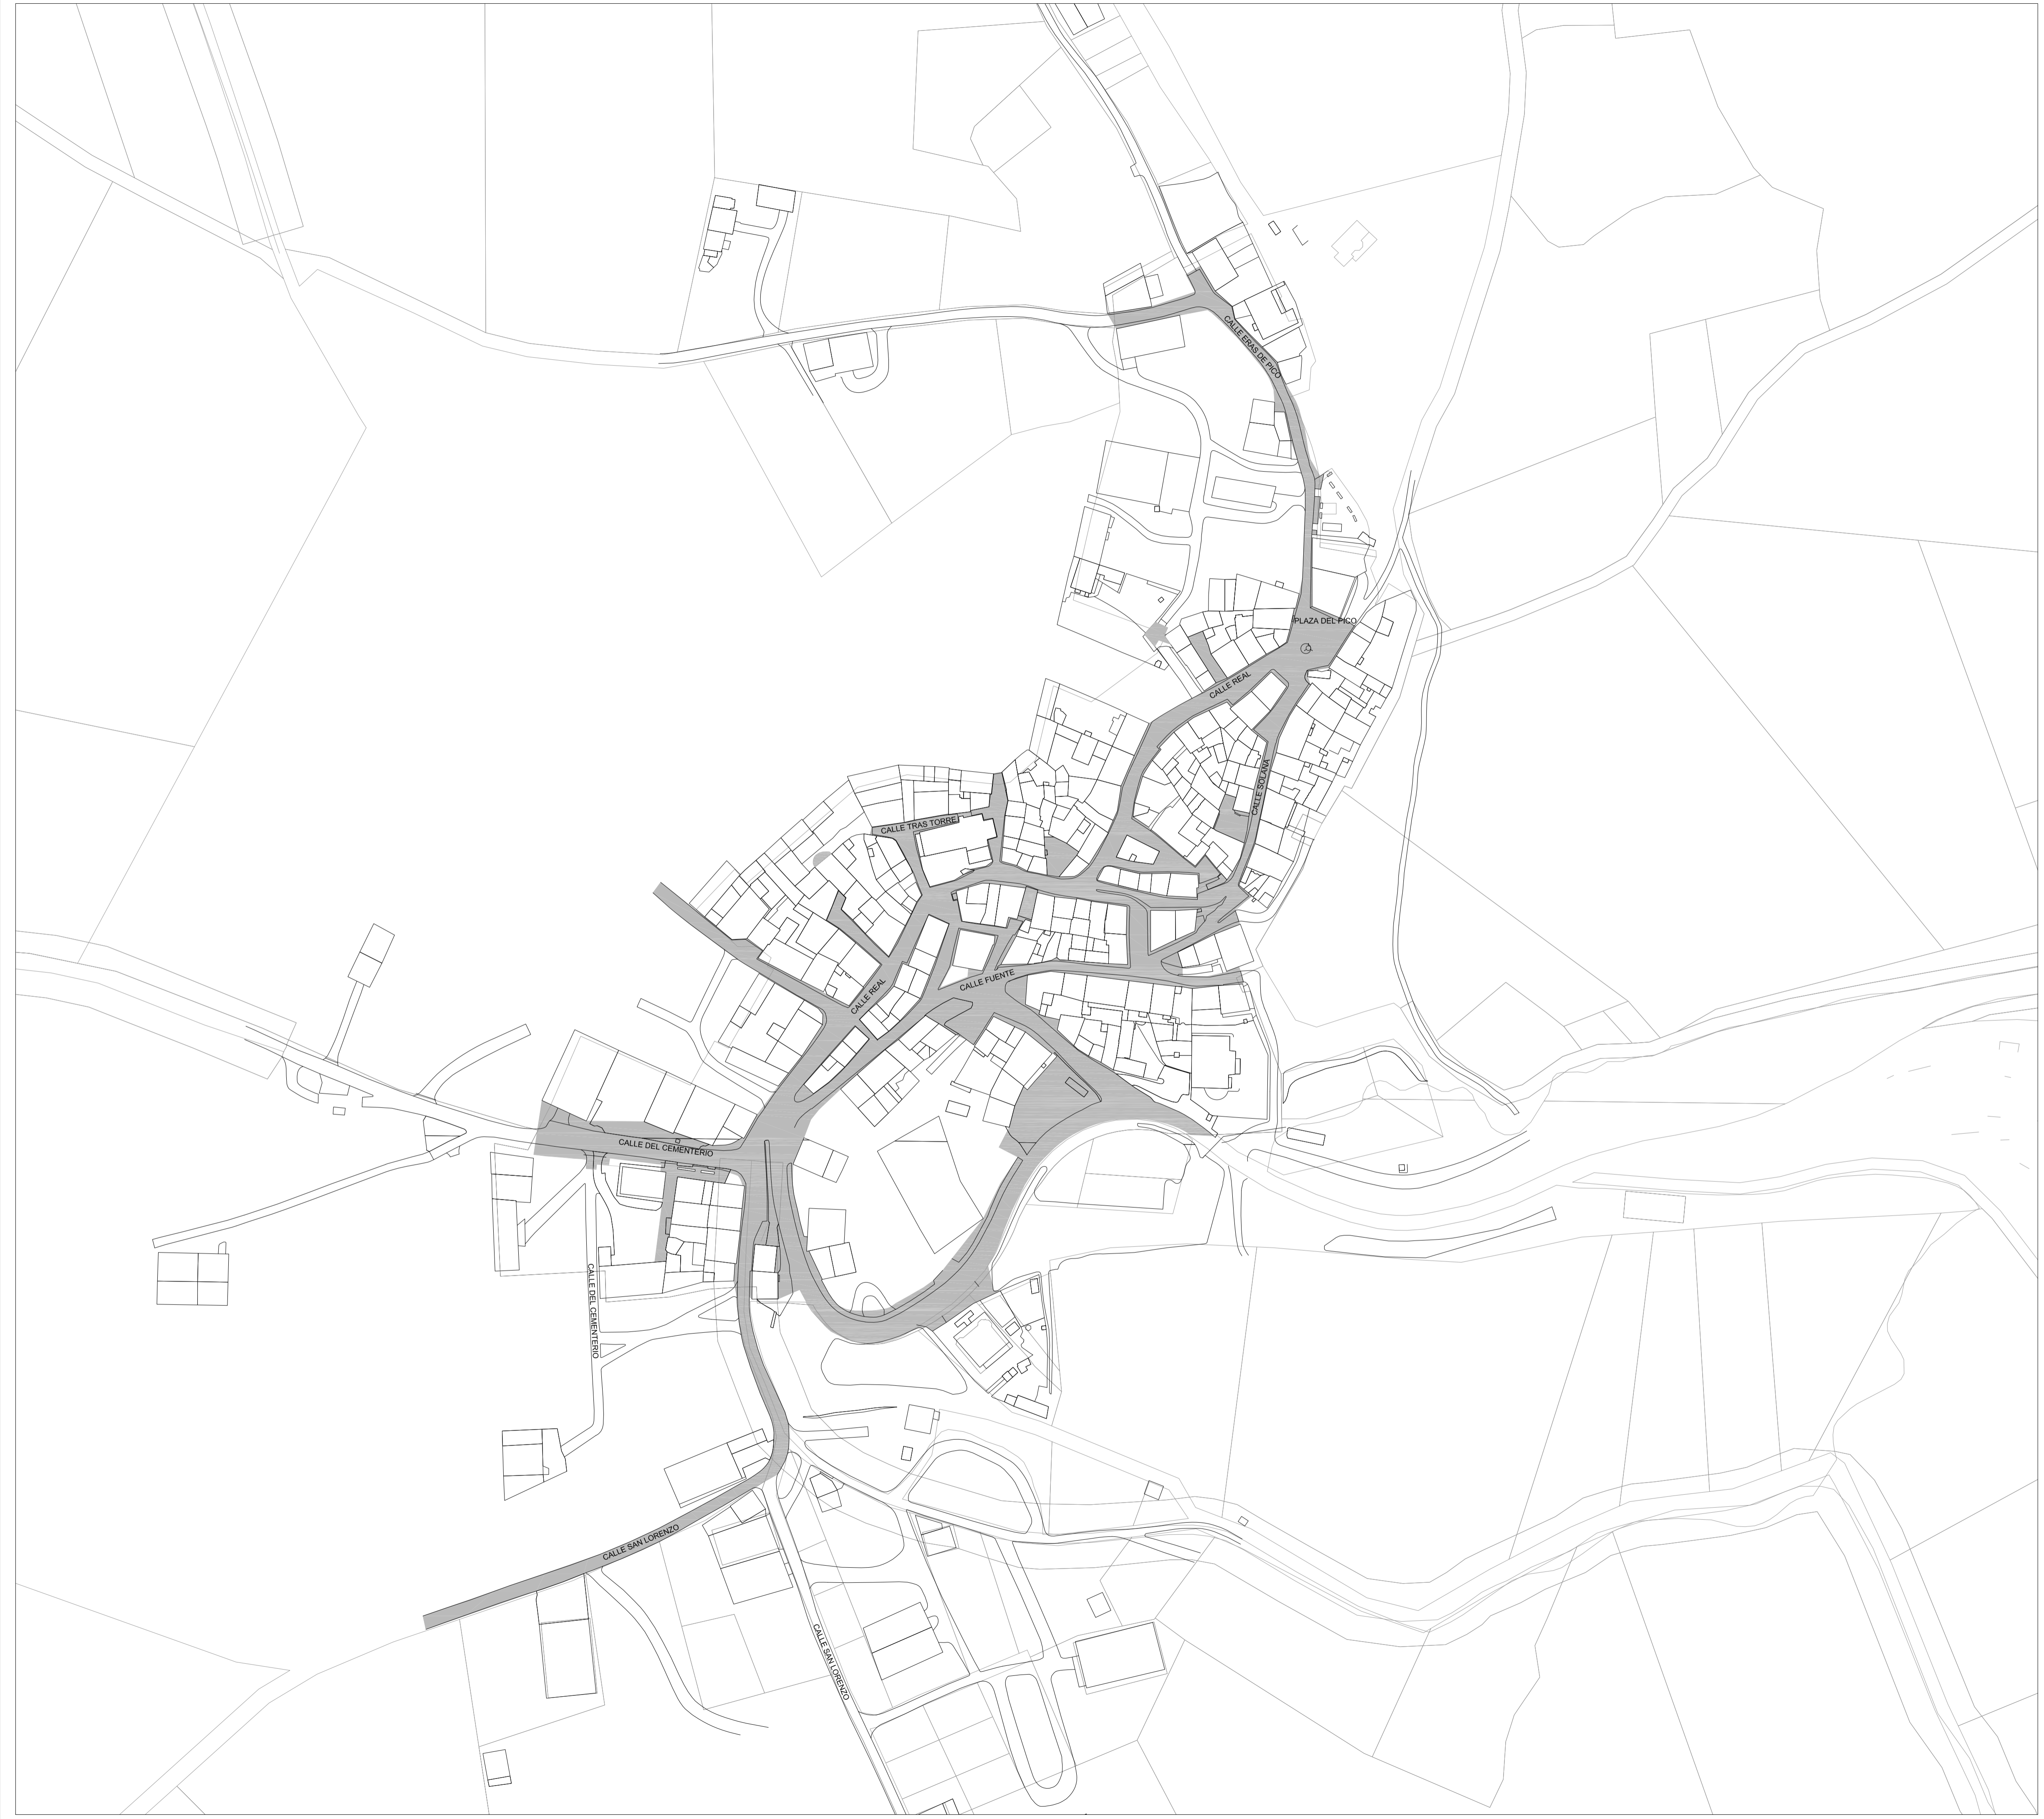 CALLE ERAS DE PICO
PLAZA DEL PICO
CALLE REAL
CALLE SOLANA
CALLE TRAS TORRE
CALLE FUENTE
CALLE REAL
CALLE DEL CEMENTERIO
CALLE DEL CEMENTERIO
CALLE SAN LORENZO
CALLE SAN LORENZO